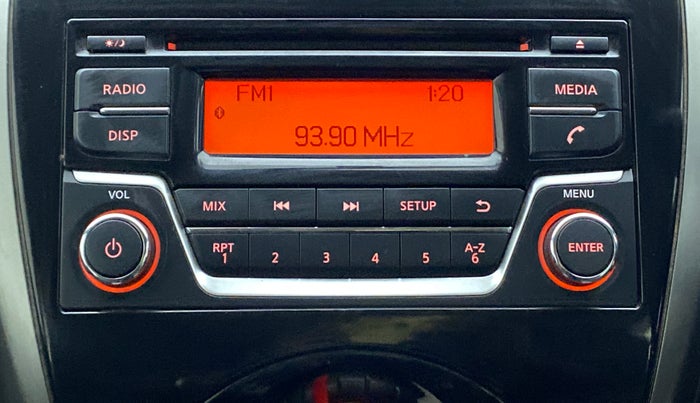 RADIO
DISP
FM1 1:20
93.90 MHz
MEDIA
VOL
MENU
MIX
SETUP
RPT
1
2
3
4
5
A-Z
6
ENTER